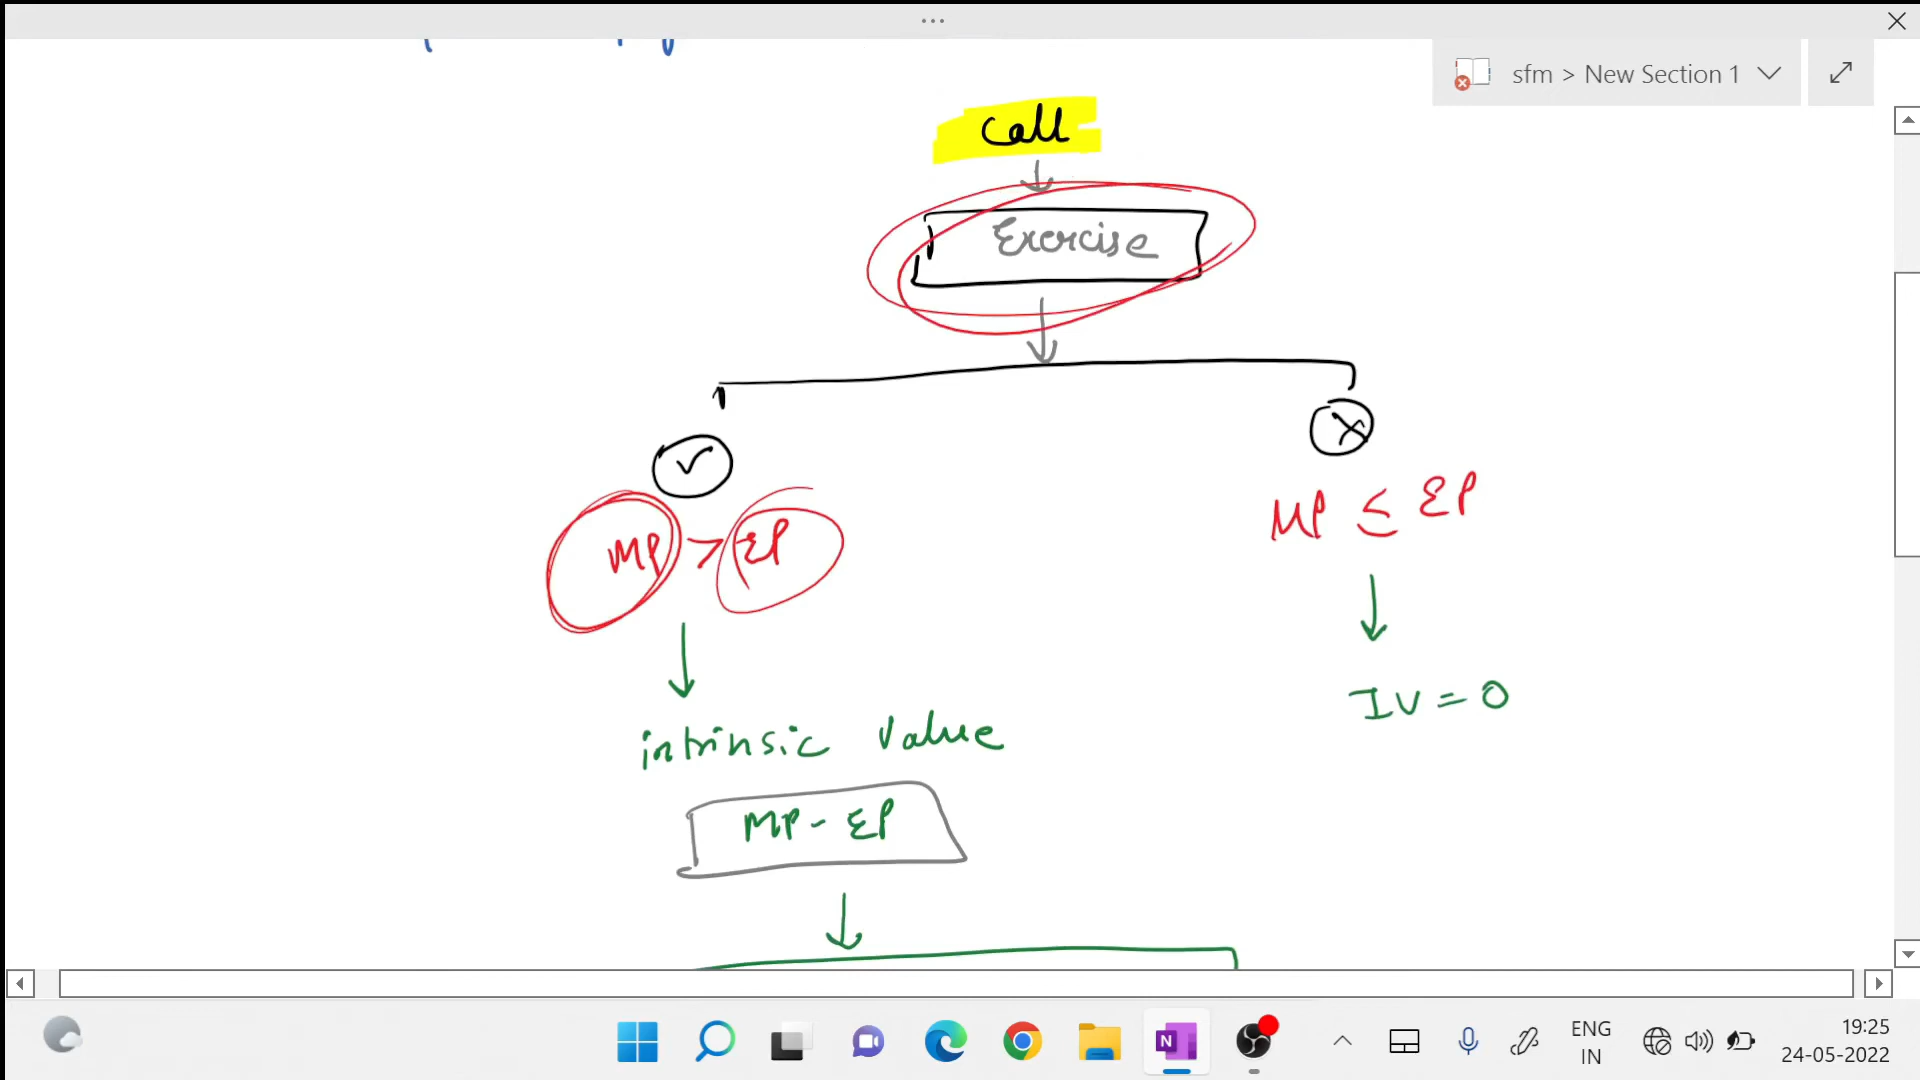 sfm > New Section 1
Call
Exercise
MP > EP
MP ≤ EP
IV = 0
intrinsic value
MP - EP
ENG
IN
19:25
24-05-2022